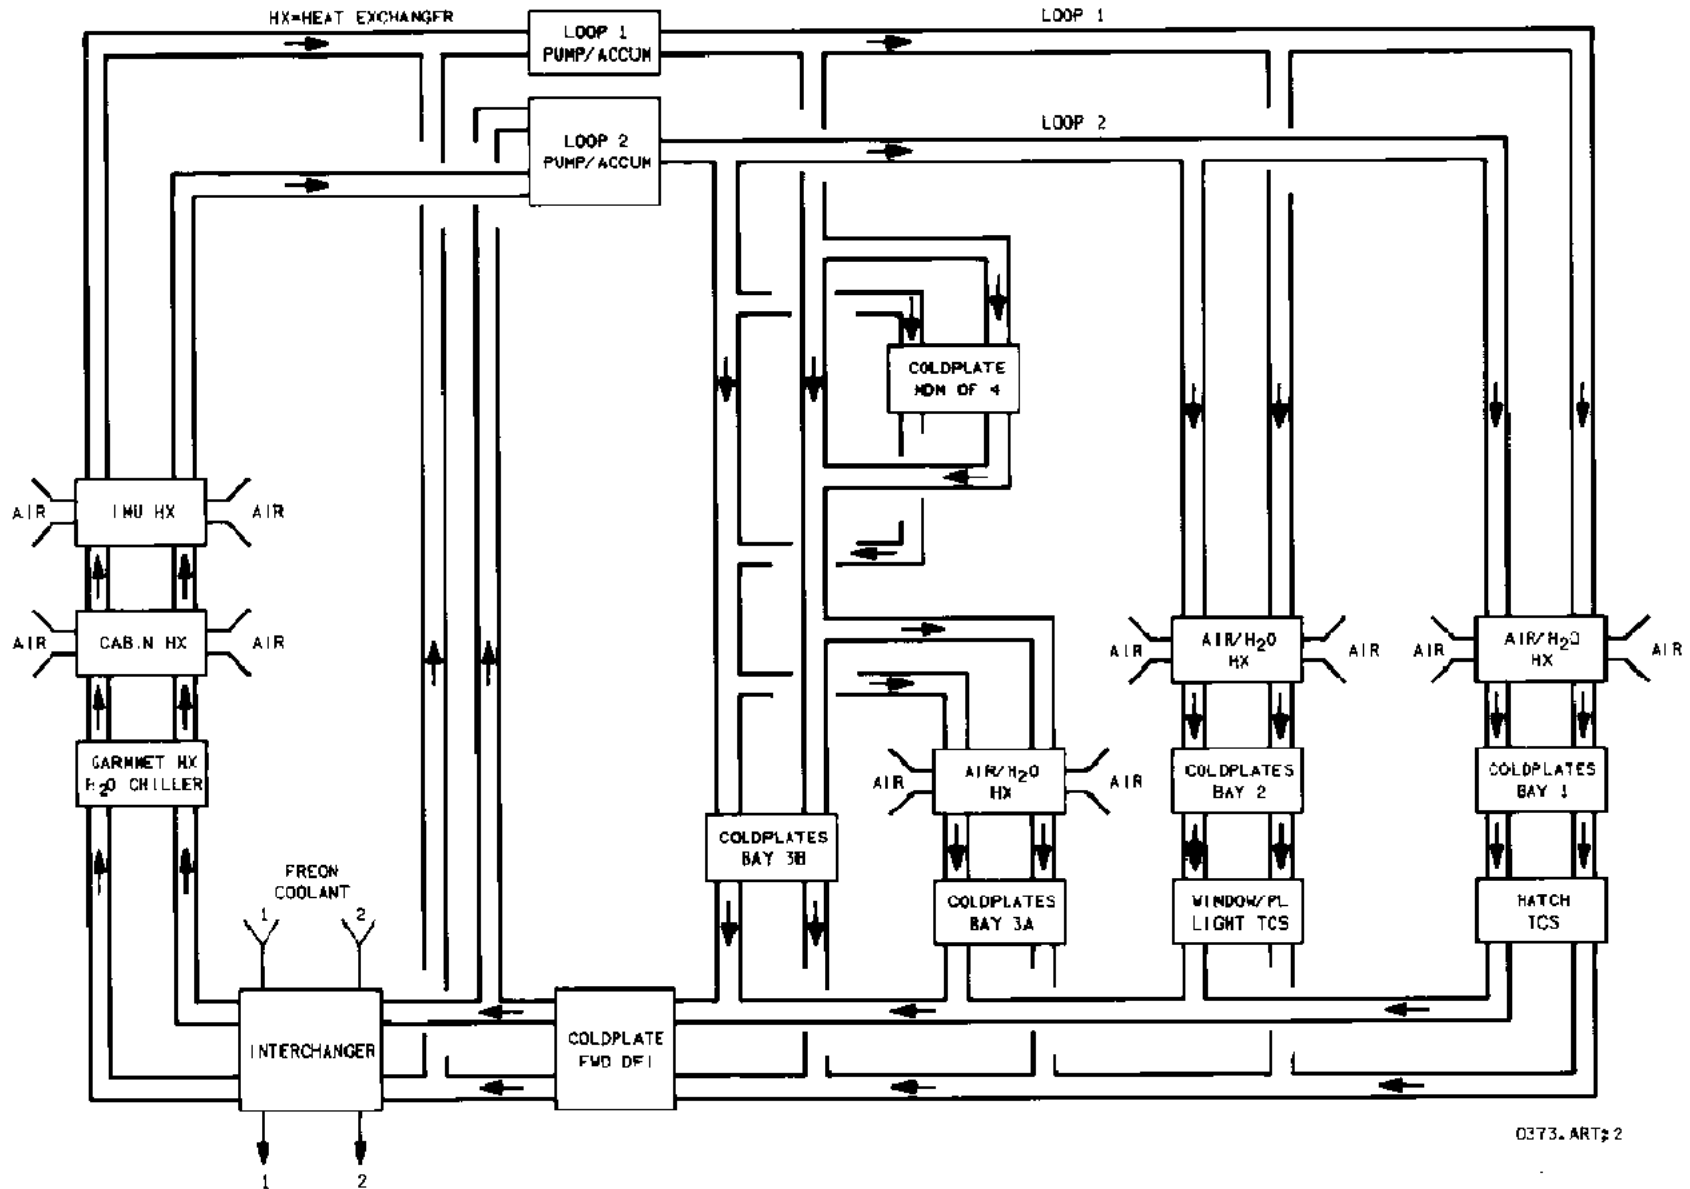 HX=HEAT EXCHANGER
LOOP 1
PUMP/ACCUM
LOOP 1
LOOP 2
PUMP/ACCUM
LOOP 2
COLDPLATE
MDM OF 4
AIR
IMU HX
AIR
AIR
CABIN HX
AIR
AIR
AIR/H2O
HX
AIR
AIR
AIR/H2O
HX
AIR
GARMNET HX
H2O CHILLER
AIR
AIR/H2O
HX
AIR
COLDPLATES
BAY 2
COLDPLATES
BAY 1
COLDPLATES
BAY 3B
FREON
COOLANT
1
2
COLDPLATES
BAY 3A
WINDOW/PL
LIGHT TCS
HATCH
TCS
INTERCHANGER
COLDPLATE
FWD DFI
0373.ART;2
1
2